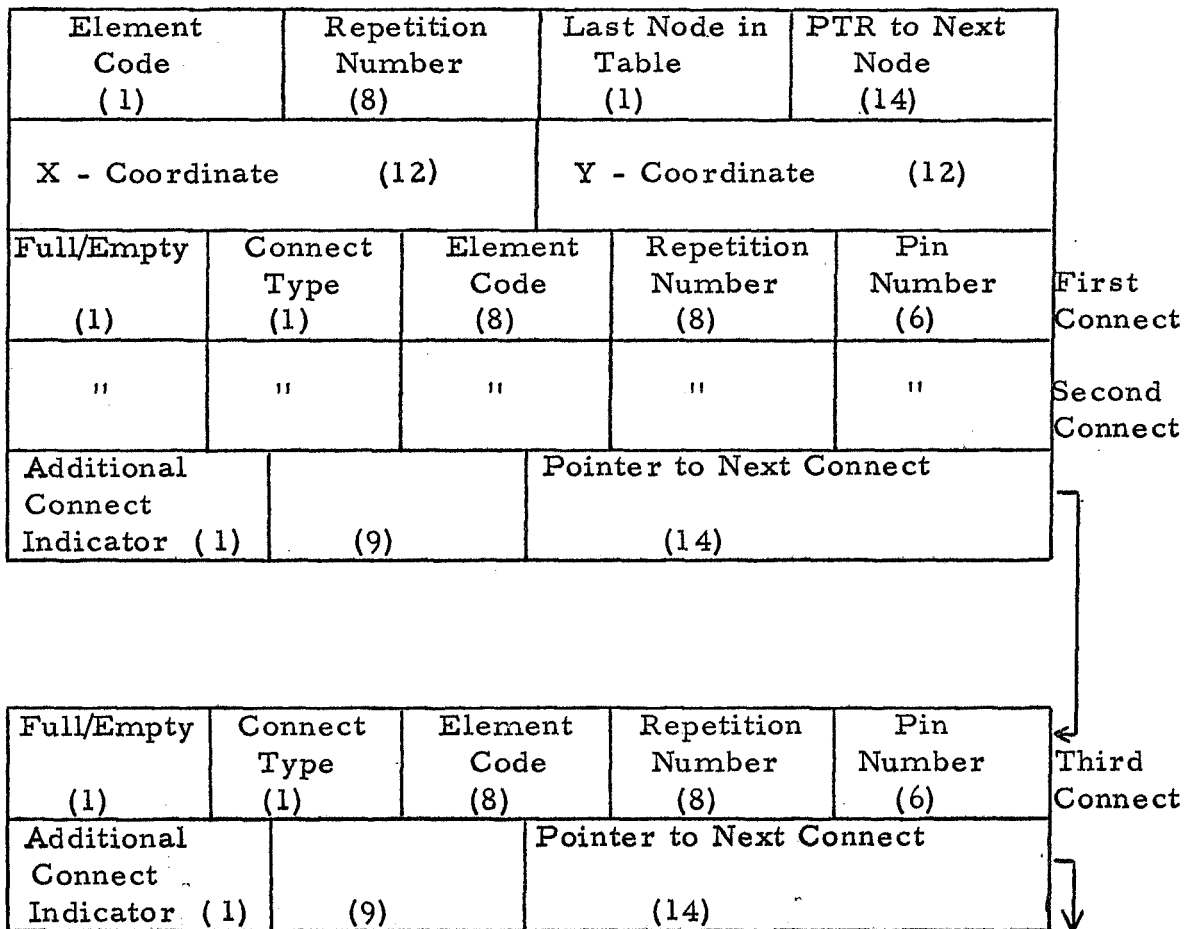 Element Repetition Last Node in PTR to Next
Code Number Table Node
( 1) (8) (1) (14)
X - Coordinate (12) Y - Coordinate (12)
Full/Empty Connect Element Repetition Pin
Type Code Number Number First
(1) (1) (8) (8) (6) Connect
" " " " " Second
Connect
Additional Pointer to Next Connect
Connect
Indicator ( 1) (9) (14)
Full/Empty Connect Element Repetition Pin
Type Code Number Number Third
(1) (1) (8) (8) (6) Connect
Additional Pointer to Next Connect
Connect
Indicator ( 1) (9) (14)